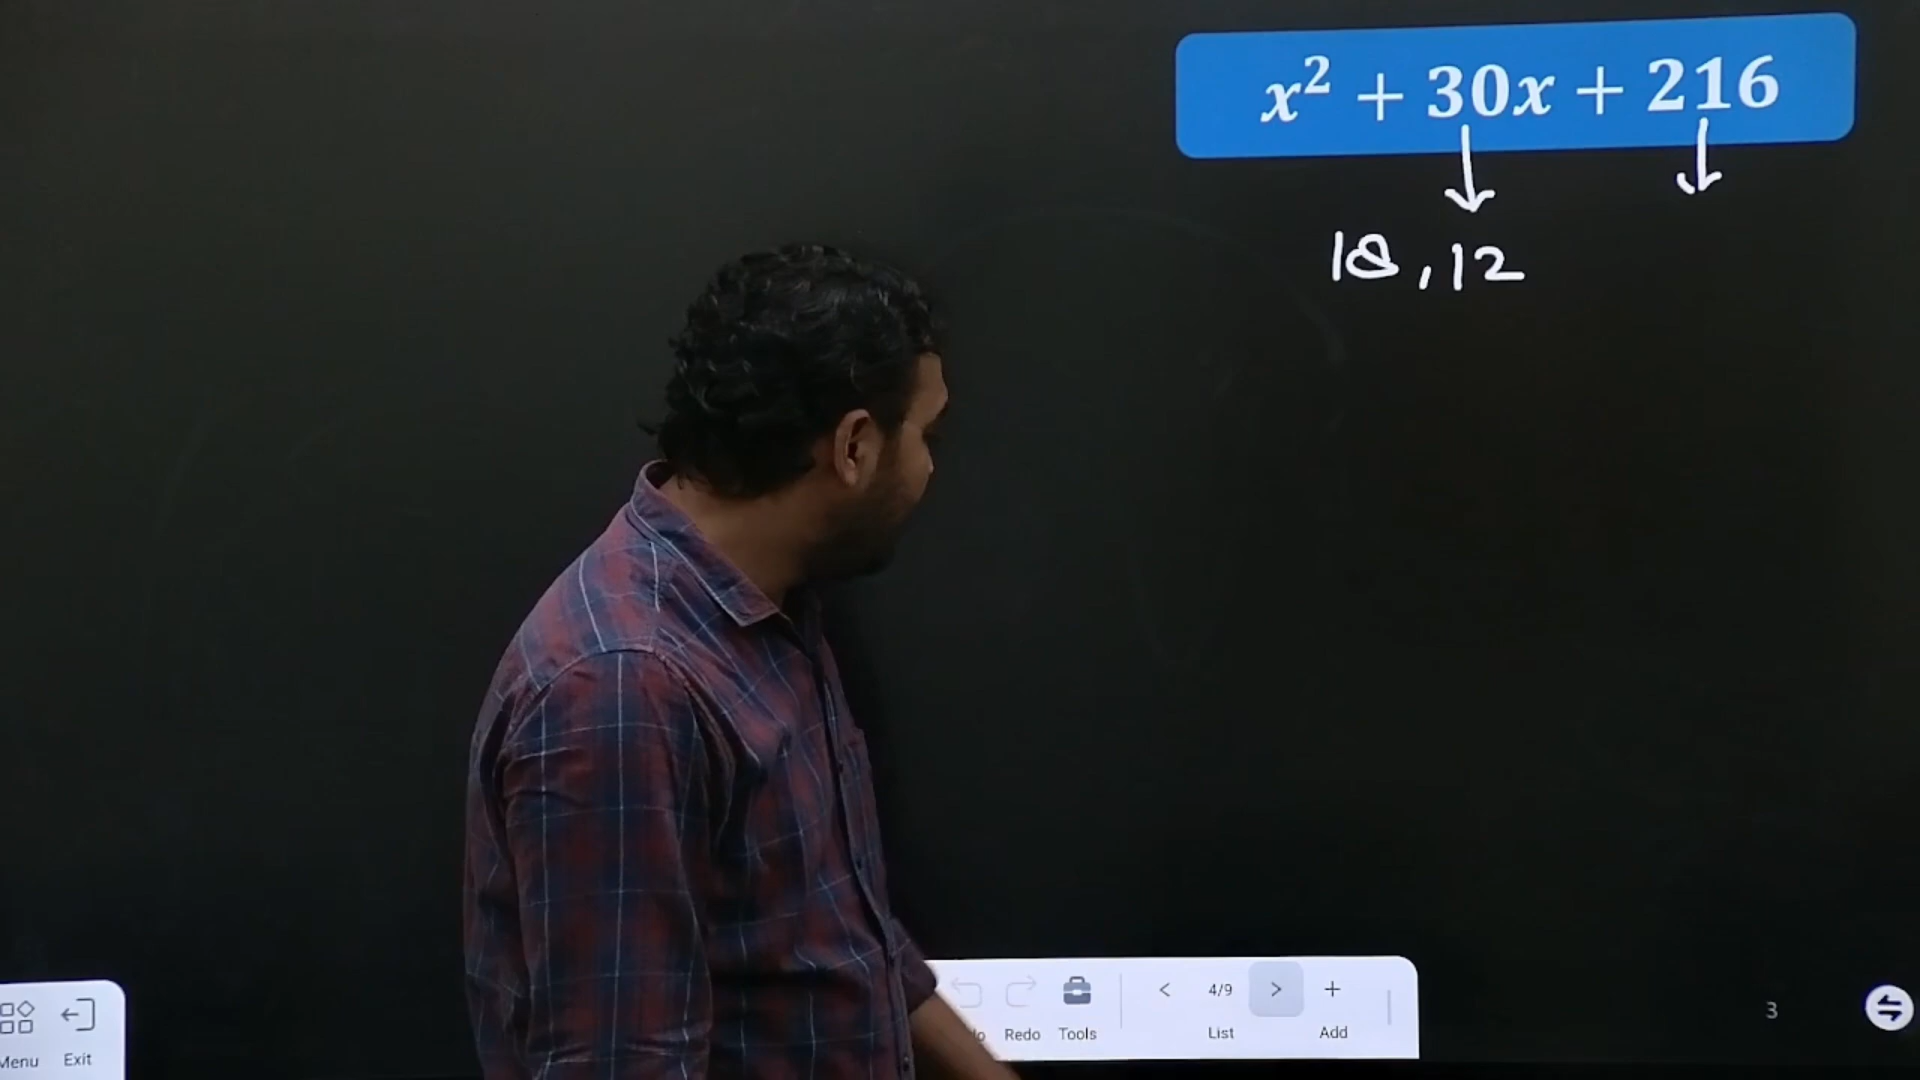 x² + 30x + 216
18, 12
Redo
Tools
< 4/9 > +
List
Add
Menu
Exit
3